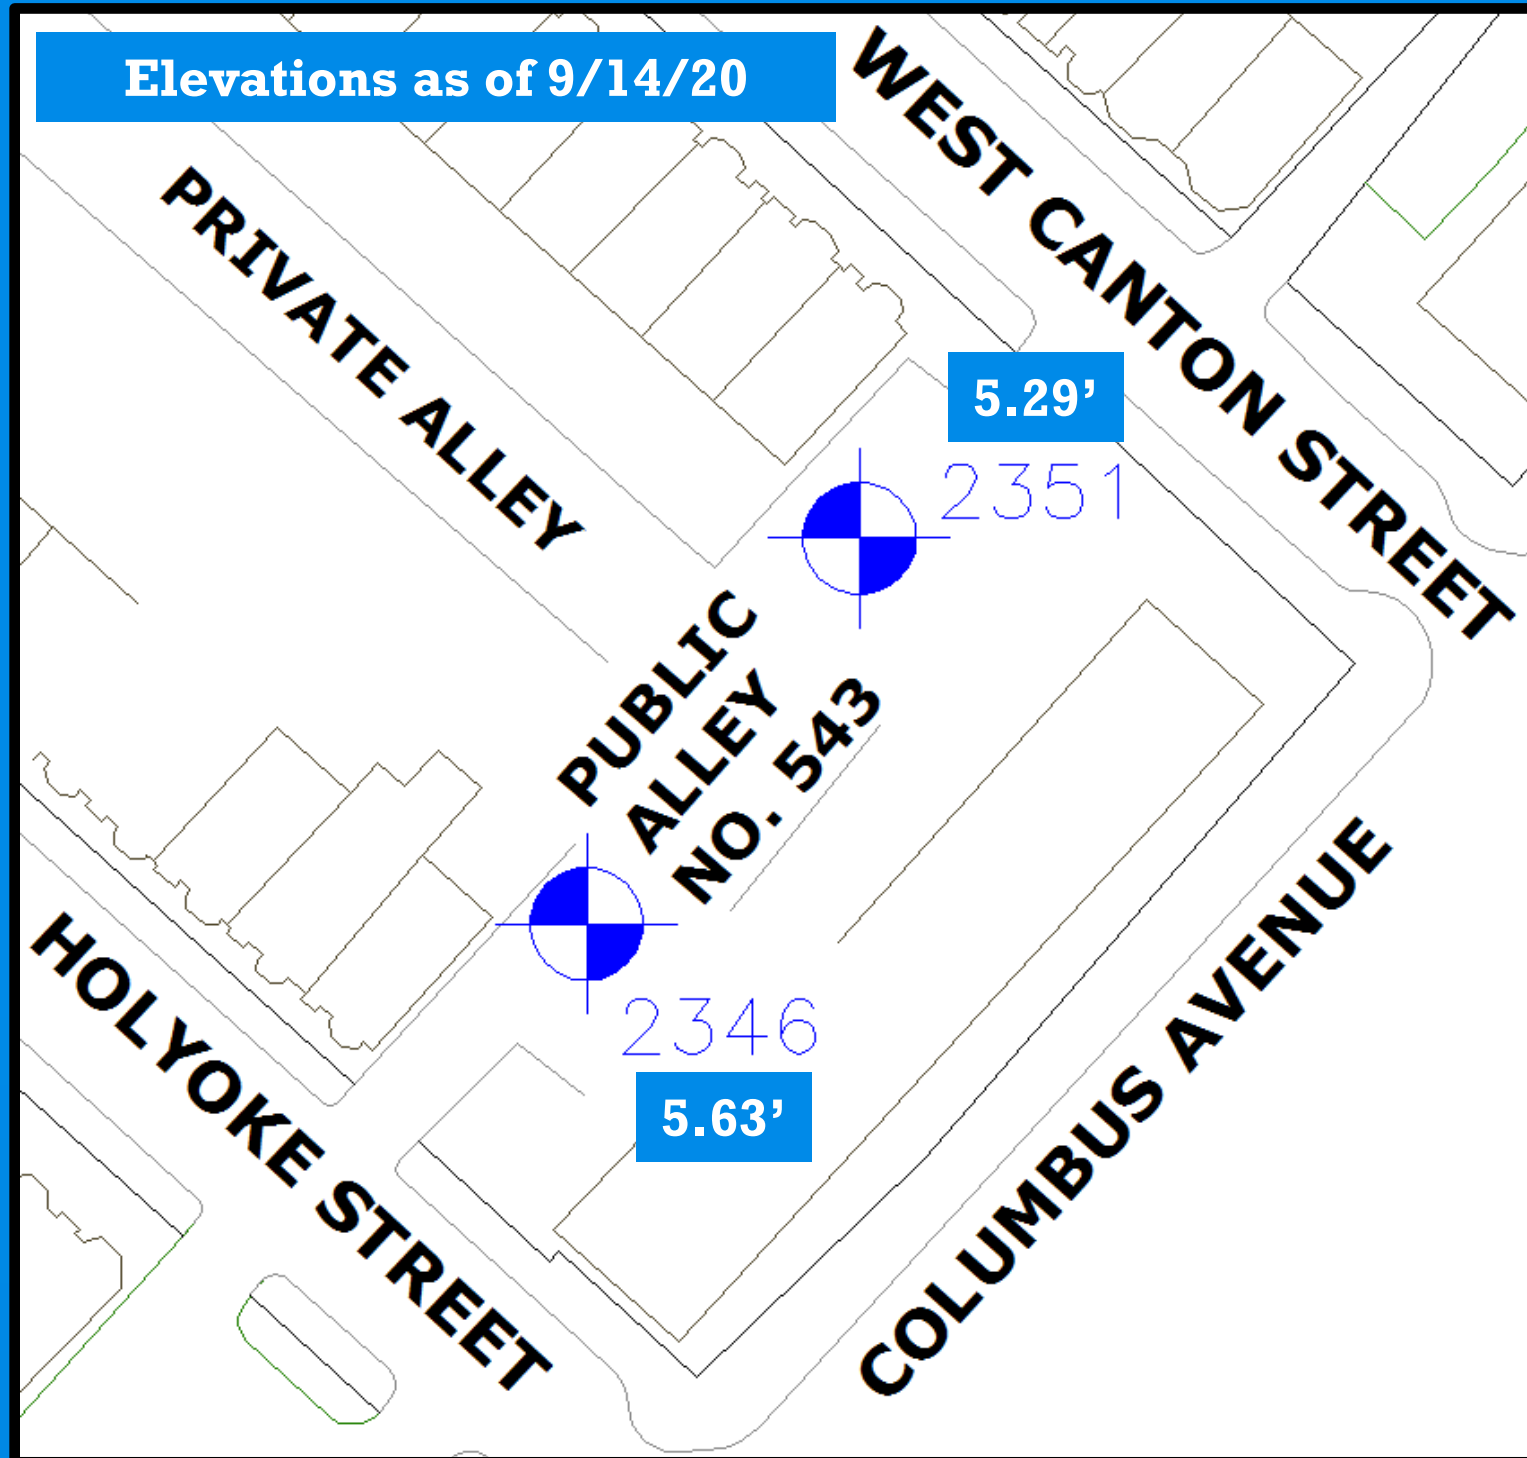 Elevations as of 9/14/20
WEST CANTON STREET
PRIVATE ALLEY
5.29’
2351
PUBLIC
ALLEY
NO. 543
2346
5.63’
HOLYOKE STREET
COLUMBUS AVENUE